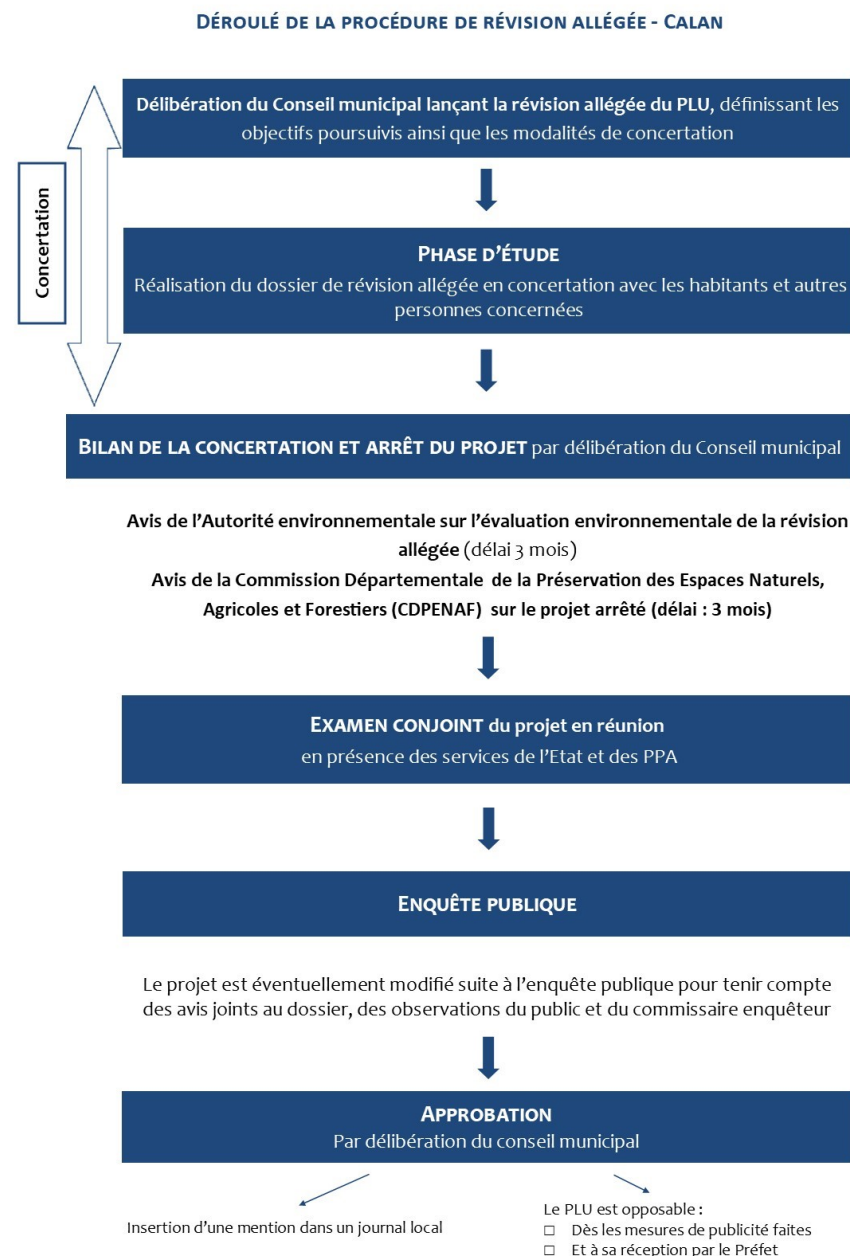 DÉROULÉ DE LA PROCÉDURE DE RÉVISION ALLÉGÉE - CALAN
Délibération du Conseil municipal lançant la révision allégée du PLU, définissant les
objectifs poursuivis ainsi que les modalités de concertation
Concertation
PHASE D’ÉTUDE
Réalisation du dossier de révision allégée en concertation avec les habitants et autres
personnes concernées
BILAN DE LA CONCERTATION ET ARRÊT DU PROJET par délibération du Conseil municipal
Avis de l’Autorité environnementale sur l’évaluation environnementale de la révision
allégée (délai 3 mois)
Avis de la Commission Départementale de la Préservation des Espaces Naturels,
Agricoles et Forestiers (CDPENAF) sur le projet arrêté (délai : 3 mois)
EXAMEN CONJOINT du projet en réunion
en présence des services de l’Etat et des PPA
ENQUÊTE PUBLIQUE
Le projet est éventuellement modifié suite à l’enquête publique pour tenir compte
des avis joints au dossier, des observations du public et du commissaire enquêteur
APPROBATION
Par délibération du conseil municipal
Insertion d’une mention dans un journal local
Le PLU est opposable :
□ Dès les mesures de publicité faites
□ Et à sa réception par le Préfet